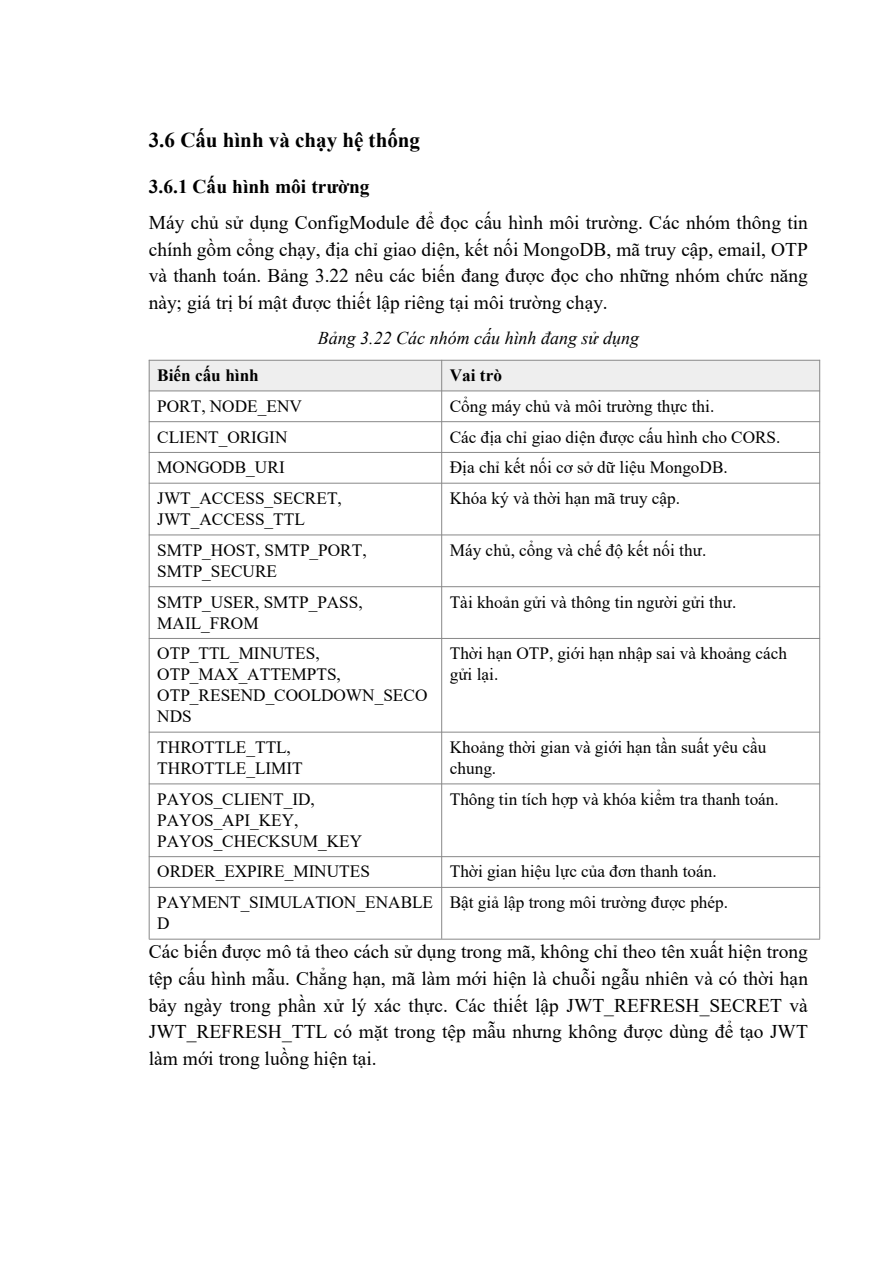 3.6 Cấu hình và chạy hệ thống
3.6.1 Cấu hình môi trường
Máy chủ sử dụng ConfigModule để đọc cấu hình môi trường. Các nhóm thông tin
chính gồm cổng chạy, địa chỉ giao diện, kết nối MongoDB, mã truy cập, email, OTP
và thanh toán. Bảng 3.22 nêu các biến đang được đọc cho những nhóm chức năng
này; giá trị bí mật được thiết lập riêng tại môi trường chạy.
Bảng 3.22 Các nhóm cấu hình đang sử dụng
Biến cấu hình
Vai trò
PORT, NODE_ENV
Cổng máy chủ và môi trường thực thi.
CLIENT_ORIGIN
Các địa chỉ giao diện được cấu hình cho CORS.
MONGODB_URI
Địa chỉ kết nối cơ sở dữ liệu MongoDB.
JWT_ACCESS_SECRET,
JWT_ACCESS_TTL
Khóa ký và thời hạn mã truy cập.
SMTP_HOST, SMTP_PORT,
SMTP_SECURE
Máy chủ, cổng và chế độ kết nối thư.
SMTP_USER, SMTP_PASS,
MAIL_FROM
Tài khoản gửi và thông tin người gửi thư.
OTP_TTL_MINUTES,
OTP_MAX_ATTEMPTS,
OTP_RESEND_COOLDOWN_SECO
NDS
Thời hạn OTP, giới hạn nhập sai và khoảng cách
gửi lại.
THROTTLE_TTL,
THROTTLE_LIMIT
Khoảng thời gian và giới hạn tần suất yêu cầu
chung.
PAYOS_CLIENT_ID,
PAYOS_API_KEY,
PAYOS_CHECKSUM_KEY
Thông tin tích hợp và khóa kiểm tra thanh toán.
ORDER_EXPIRE_MINUTES
Thời gian hiệu lực của đơn thanh toán.
PAYMENT_SIMULATION_ENABLE
D
Bật giả lập trong môi trường được phép.
Các biến được mô tả theo cách sử dụng trong mã, không chỉ theo tên xuất hiện trong
tệp cấu hình mẫu. Chẳng hạn, mã làm mới hiện là chuỗi ngẫu nhiên và có thời hạn
bảy ngày trong phần xử lý xác thực. Các thiết lập JWT_REFRESH_SECRET và
JWT_REFRESH_TTL có mặt trong tệp mẫu nhưng không được dùng để tạo JWT
làm mới trong luồng hiện tại.